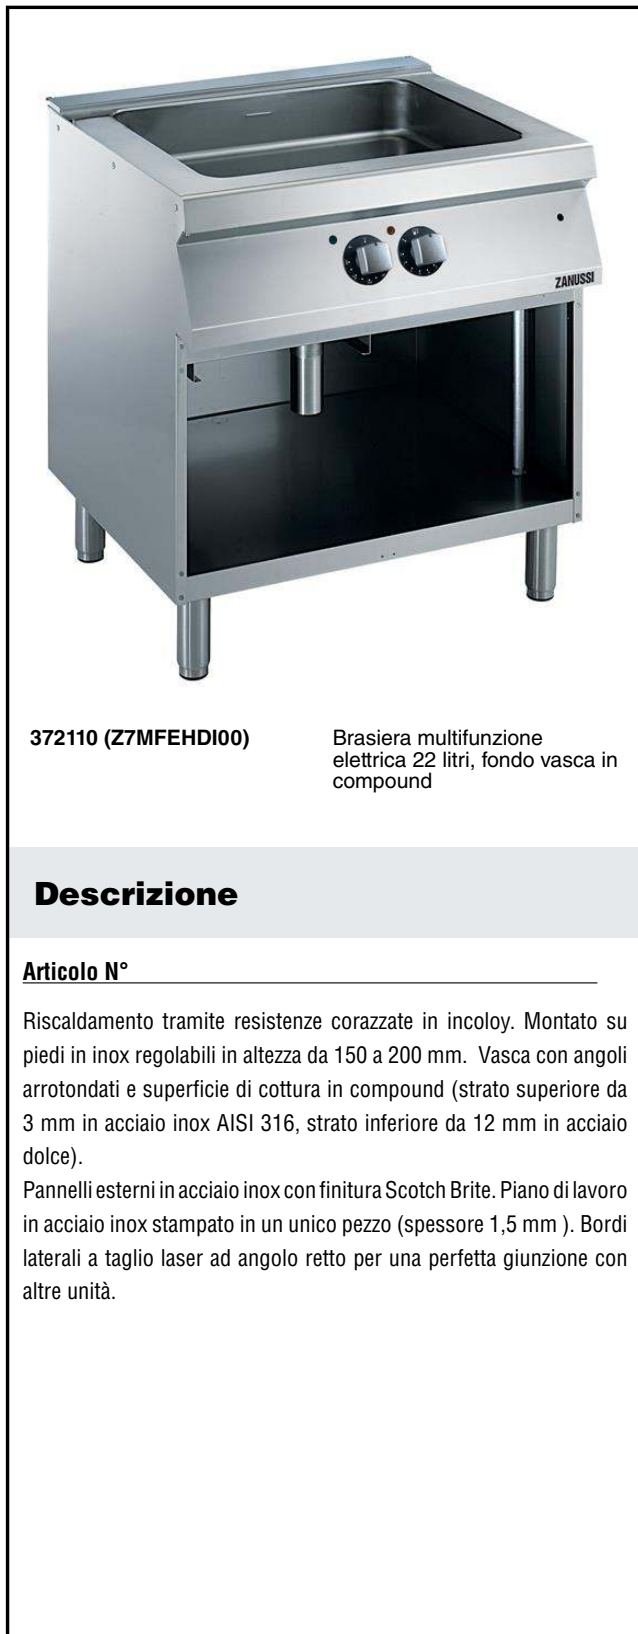 ZANUSSI
372110 (Z7MFEHDI00)
Brasiera multifunzione
elettrica 22 litri, fondo vasca in
compound
Descrizione
Articolo N°
Riscaldamento tramite resistenze corazzate in incoloy. Montato su
piedi in inox regolabili in altezza da 150 a 200 mm. Vasca con angoli
arrotondati e superficie di cottura in compound (strato superiore da
3 mm in acciaio inox AISI 316, strato inferiore da 12 mm in acciaio
dolce).
Pannelli esterni in acciaio inox con finitura Scotch Brite. Piano di lavoro
in acciaio inox stampato in un unico pezzo (spessore 1,5 mm ). Bordi
laterali a taglio laser ad angolo retto per una perfetta giunzione con
altre unità.